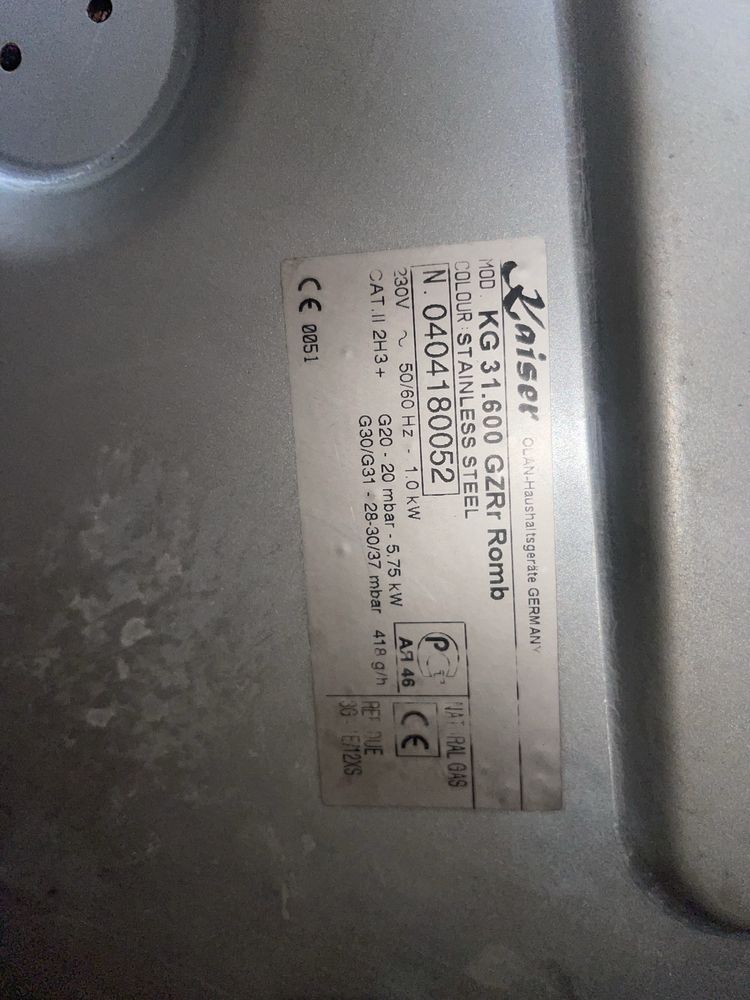 Kaiser OLAN-Haushaltsgeräte GERMANY
MOD. KG 31.600 GZRr Romb
COLOUR: STAINLESS STEEL
N. 0404180052
230V ~ 50/60 Hz - 1.0 kW
CAT.II 2H3+ G20 - 20 mbar - 5.75 kW
G30/G31 - 28-30/37 mbar 418 g/h
CE 0051
АЯ 46
NATURAL GAS
CE
REF